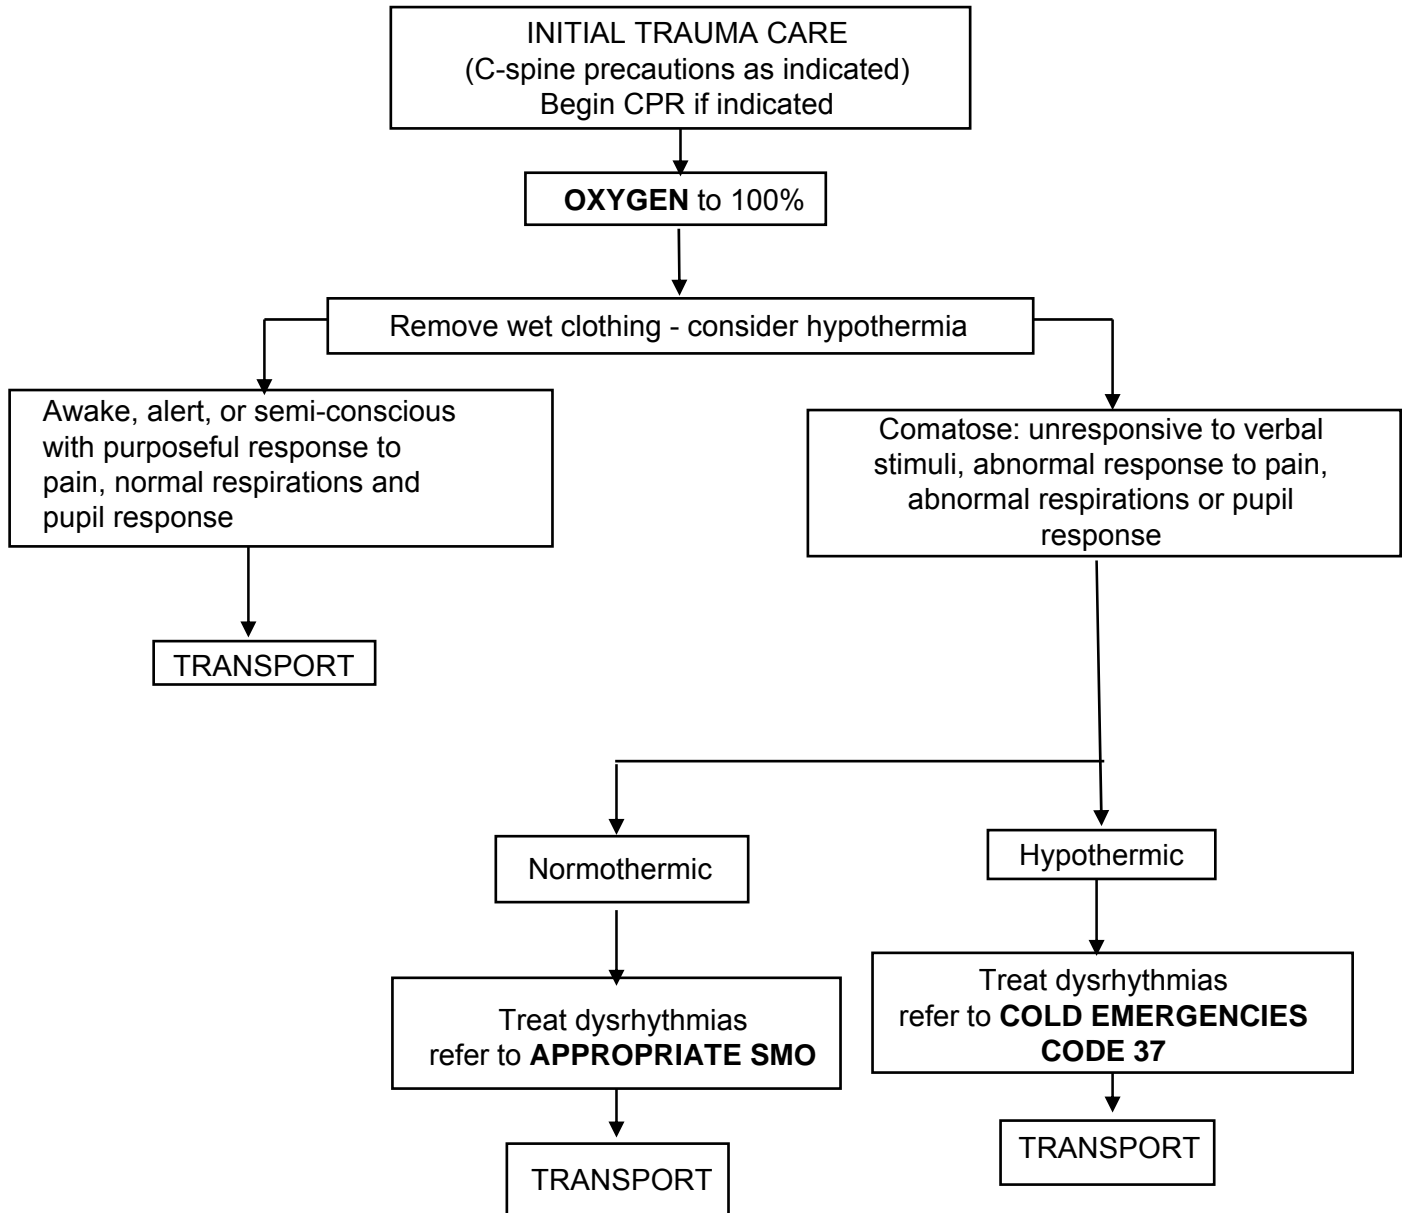 INITIAL TRAUMA CARE
(C-spine precautions as indicated)
Begin CPR if indicated
OXYGEN to 100%
Remove wet clothing - consider hypothermia
Awake, alert, or semi-conscious
with purposeful response to
pain, normal respirations and
pupil response
Comatose: unresponsive to verbal
stimuli, abnormal response to pain,
abnormal respirations or pupil
response
TRANSPORT
Normothermic
Hypothermic
Treat dysrhythmias
refer to APPROPRIATE SMO
Treat dysrhythmias
refer to COLD EMERGENCIES
CODE 37
TRANSPORT
TRANSPORT